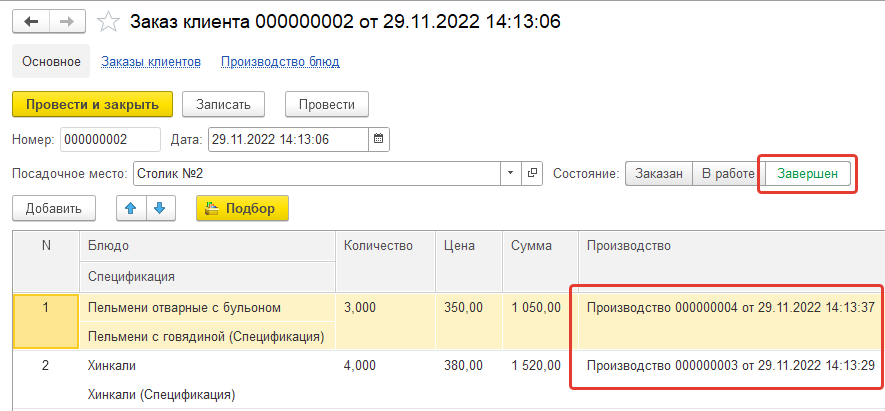 Заказ клиента 000000002 от 29.11.2022 14:13:06
Основное Заказы клиентов Производство блюд
Провести и закрыть Записать Провести
Номер: 000000002 Дата: 29.11.2022 14:13:06
Посадочное место: Столик №2 Состояние: Заказан В работе Завершен
Добавить Подбор
N Блюдо Количество Цена Сумма Производство
Спецификация
1 Пельмени отварные с бульоном 3,000 350,00 1 050,00 Производство 000000004 от 29.11.2022 14:13:37
Пельмени с говядиной (Спецификация)
2 Хинкали 4,000 380,00 1 520,00 Производство 000000003 от 29.11.2022 14:13:29
Хинкали (Спецификация)